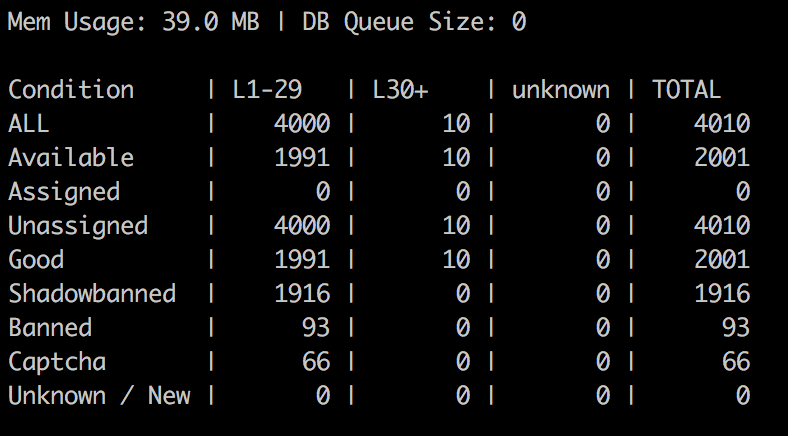 Mem Usage: 39.0 MB | DB Queue Size: 0
Condition | L1-29 | L30+ | unknown | TOTAL
ALL | 4000 | 10 | 0 | 4010
Available | 1991 | 10 | 0 | 2001
Assigned | 0 | 0 | 0 | 0
Unassigned | 4000 | 10 | 0 | 4010
Good | 1991 | 10 | 0 | 2001
Shadowbanned | 1916 | 0 | 0 | 1916
Banned | 93 | 0 | 0 | 93
Captcha | 66 | 0 | 0 | 66
Unknown / New | 0 | 0 | 0 | 0